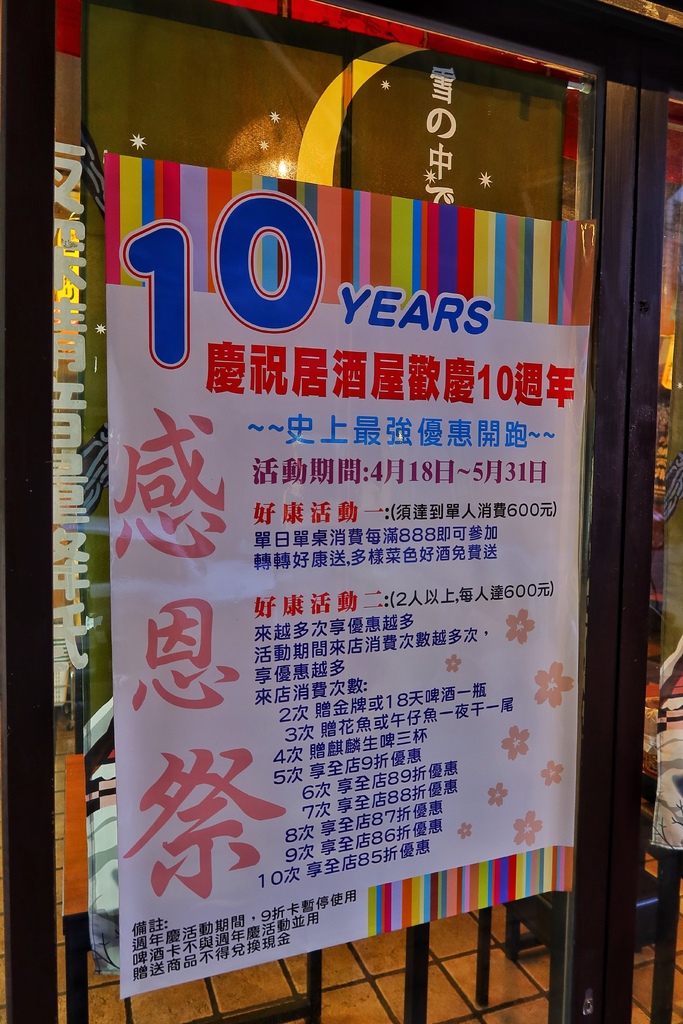 雪の中で
10 YEARS
慶祝居酒屋歡慶10週年
~~史上最強優惠開跑~~
活動期間:4月18日~5月31日
感恩祭
好康活動一:(須達到單人消費600元)
單日單桌消費每滿888即可參加
轉轉好康送,多樣菜色好酒免費送
好康活動二:(2人以上,每人達600元)
來越多次享優惠越多
活動期間來店消費次數越多次，
享優惠越多
來店消費次數:
2次 贈金牌或18天啤酒一瓶
3次 贈花魚或午仔魚一夜干一尾
4次 贈麒麟生啤三杯
5次 享全店9折優惠
6次 享全店89折優惠
7次 享全店88折優惠
8次 享全店87折優惠
9次 享全店86折優惠
10次 享全店85折優惠
備註:
週年慶活動期間，9折卡暫停使用
啤酒卡不與週年慶活動並用
贈送商品不得兌換現金